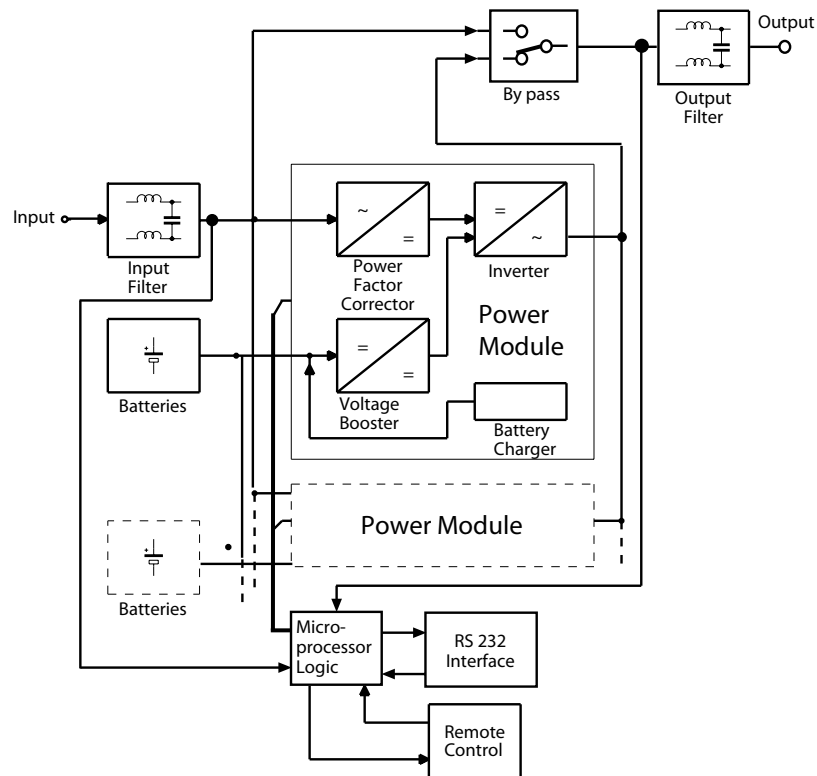 Output
By pass
Output
Filter
Input
Input
Filter
~
=
Power
Factor
Corrector
=
~
Inverter
Power
Module
Batteries
=
=
Voltage
Booster
Battery
Charger
Power Module
Batteries
Micro-
processor
Logic
RS 232
Interface
Remote
Control